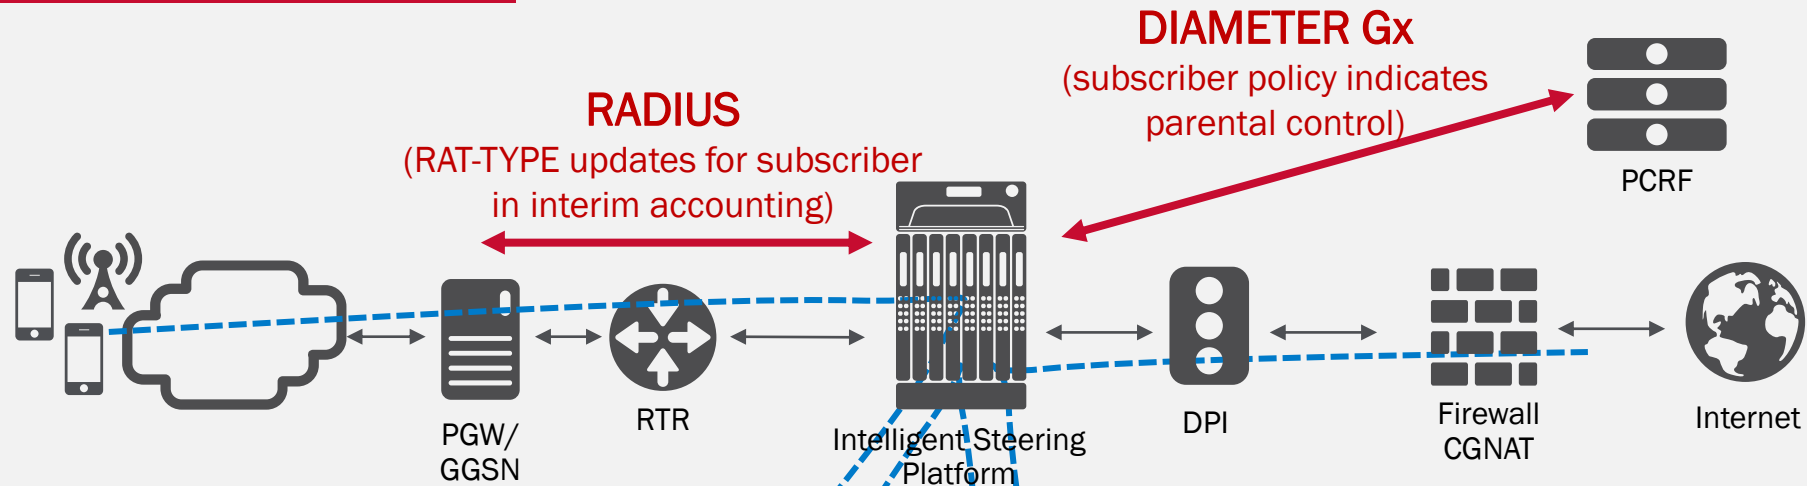 DIAMETER Gx
(subscriber policy indicates
parental control)
RADIUS
(RAT-TYPE updates for subscriber
in interim accounting)
PCRF
PGW/
GGSN
RTR
Intelligent Steering
Platform
DPI
Firewall
CGNAT
Internet